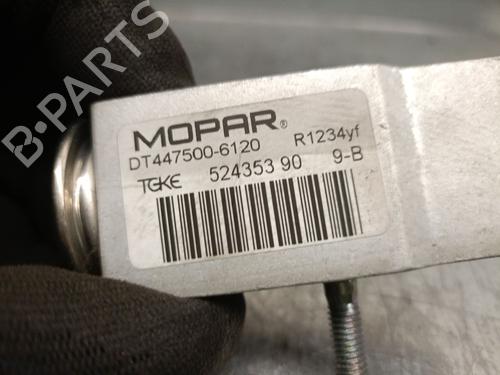 MOPAR®
DT447500-6120 R1234yf
TGKE 524353 90 9-B
B-PARTS